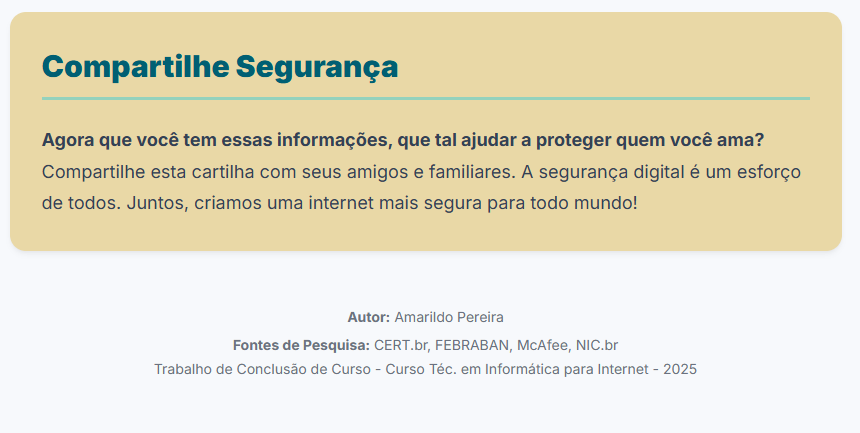 Compartilhe Segurança
Agora que você tem essas informações, que tal ajudar a proteger quem você ama?
Compartilhe esta cartilha com seus amigos e familiares. A segurança digital é um esforço
de todos. Juntos, criamos uma internet mais segura para todo mundo!
Autor: Amarildo Pereira
Fontes de Pesquisa: CERT.br, FEBRABAN, McAfee, NIC.br
Trabalho de Conclusão de Curso - Curso Téc. em Informática para Internet - 2025